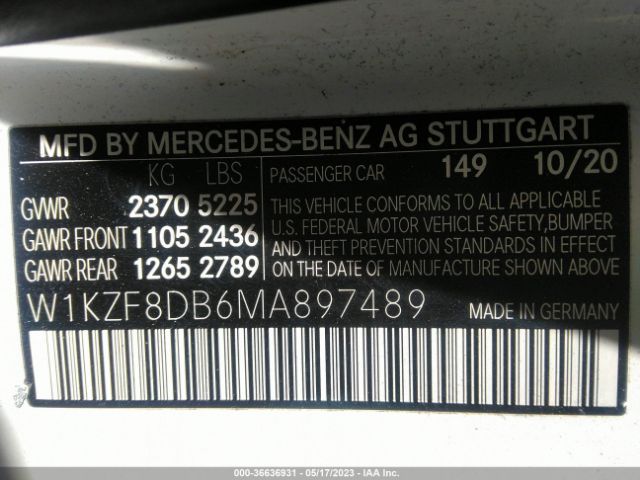 MFD BY MERCEDES-BENZ AG STUTTGART
KG LBS
PASSENGER CAR 149 10/20
GVWR 2370 5225
GAWR FRONT 1105 2436
GAWR REAR 1265 2789
THIS VEHICLE CONFORMS TO ALL APPLICABLE
U.S. FEDERAL MOTOR VEHICLE SAFETY,BUMPER
AND THEFT PREVENTION STANDARDS IN EFFECT
ON THE DATE OF MANUFACTURE SHOWN ABOVE
W1KZF8DB6MA897489
MADE IN GERMANY
000-36636931 - 05/17/2023 - IAA Inc.